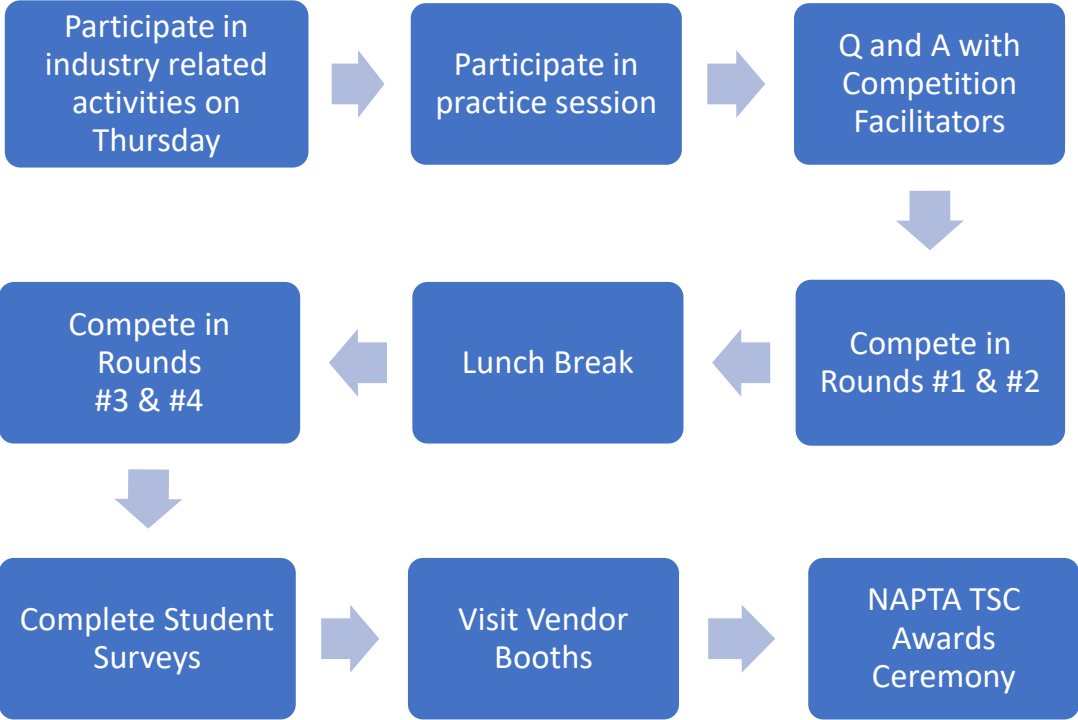 Participate in
industry related
activities on
Thursday
Participate in
practice session
Q and A with
Competition
Facilitators
Compete in
Rounds #1 & #2
Lunch Break
Compete in
Rounds
#3 & #4
Complete Student
Surveys
Visit Vendor
Booths
NAPTA TSC
Awards
Ceremony